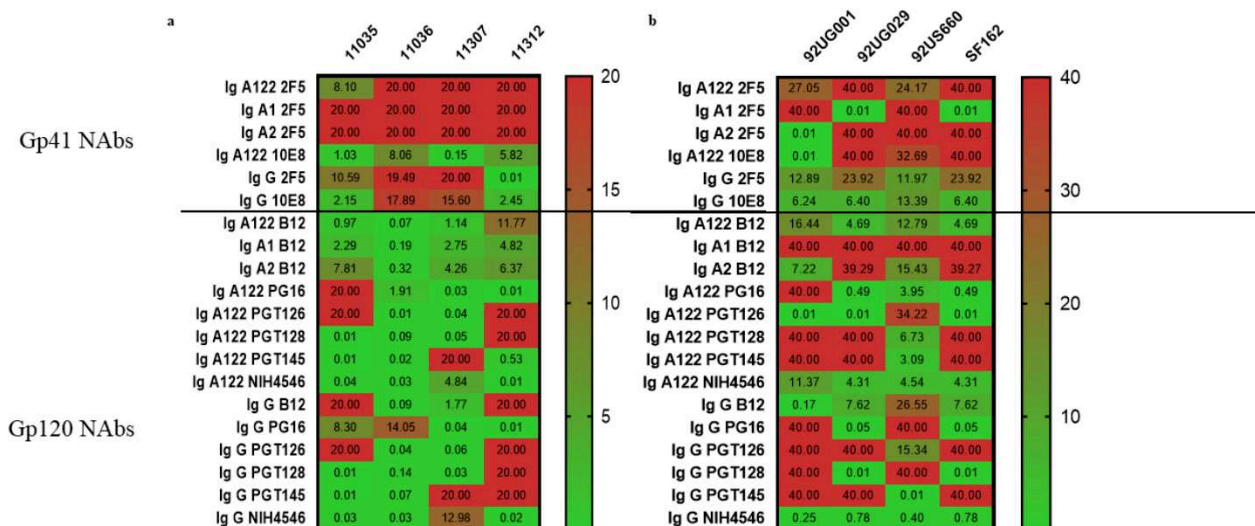 a b
11035 11036 11307 11312 92UG001 92UG029 92US660 SF162
Ig A122 2F5 8.10 20.00 20.00 20.00 20 Ig A122 2F5 27.05 40.00 24.17 40.00 40
Ig A1 2F5 20.00 20.00 20.00 20.00 Ig A1 2F5 40.00 0.01 40.00 0.01
Gp41 NAbs Ig A2 2F5 20.00 20.00 20.00 20.00 Ig A2 2F5 0.01 40.00 40.00 40.00
Ig A122 10E8 1.03 8.06 0.15 5.82 Ig A122 10E8 0.01 40.00 32.69 40.00
Ig G 2F5 10.59 19.49 20.00 0.01 15 Ig G 2F5 12.89 23.92 11.97 23.92 30
Ig G 10E8 2.15 17.89 15.60 2.45 Ig G 10E8 6.24 6.40 13.39 6.40
Ig A122 B12 0.97 0.07 1.14 11.77 Ig A122 B12 16.44 4.69 12.79 4.69
Ig A1 B12 2.29 0.19 2.75 4.82 Ig A1 B12 40.00 40.00 40.00 40.00
Ig A2 B12 7.81 0.32 4.26 6.37 Ig A2 B12 7.22 39.29 15.43 39.27
Ig A122 PG16 20.00 1.91 0.03 0.01 10 Ig A122 PG16 40.00 0.49 3.95 0.49 20
Ig A122 PGT126 20.00 0.01 0.04 20.00 Ig A122 PGT126 0.01 0.01 34.22 0.01
Ig A122 PGT128 0.01 0.09 0.05 20.00 Ig A122 PGT128 40.00 40.00 6.73 40.00
Ig A122 PGT145 0.01 0.02 20.00 0.53 Ig A122 PGT145 40.00 40.00 3.09 40.00
Ig A122 NIH4546 0.04 0.03 4.84 0.01 Ig A122 NIH4546 11.37 4.31 4.54 4.31
Ig G B12 20.00 0.09 1.77 20.00 5 Ig G B12 0.17 7.62 26.55 7.62 10
Gp120 NAbs Ig G PG16 8.30 14.05 0.04 0.01 Ig G PG16 40.00 0.05 40.00 0.05
Ig G PGT126 20.00 0.04 0.06 20.00 Ig G PGT126 40.00 40.00 15.34 40.00
Ig G PGT128 0.01 0.14 0.03 20.00 Ig G PGT128 40.00 0.01 40.00 0.01
Ig G PGT145 0.01 0.07 20.00 20.00 Ig G PGT145 40.00 40.00 0.01 40.00
Ig G NIH4546 0.03 0.03 12.98 0.02 Ig G NIH4546 0.25 0.78 0.40 0.78